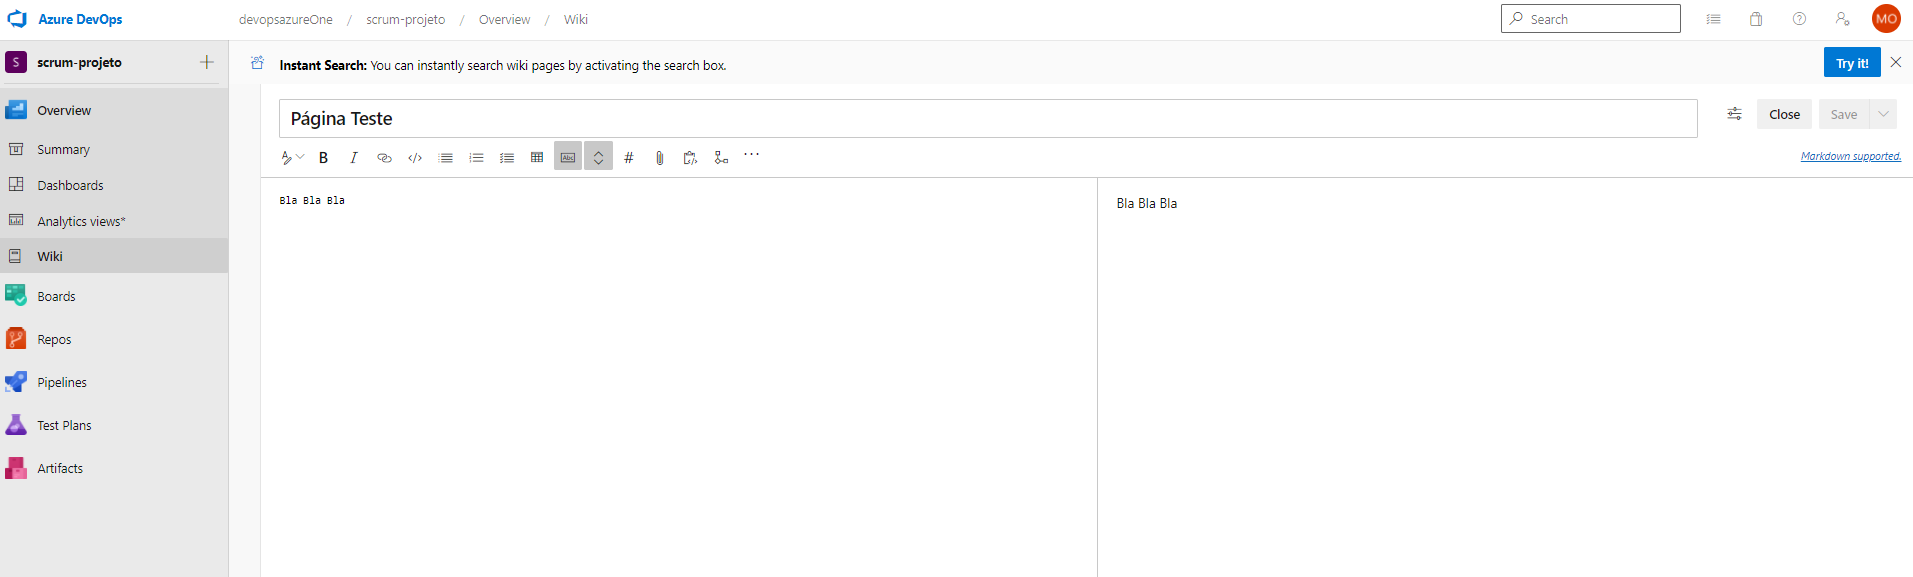 Azure DevOps
devopsazureOne / scrum-projeto / Overview / Wiki
Search
MO
S scrum-projeto
Instant Search: You can instantly search wiki pages by activating the search box.
Try it!
Overview
Summary
Dashboards
Analytics views*
Wiki
Boards
Repos
Pipelines
Test Plans
Artifacts
Página Teste
Close
Save
B I </> Abc # ...
Markdown supported.
Bla Bla Bla
Bla Bla Bla